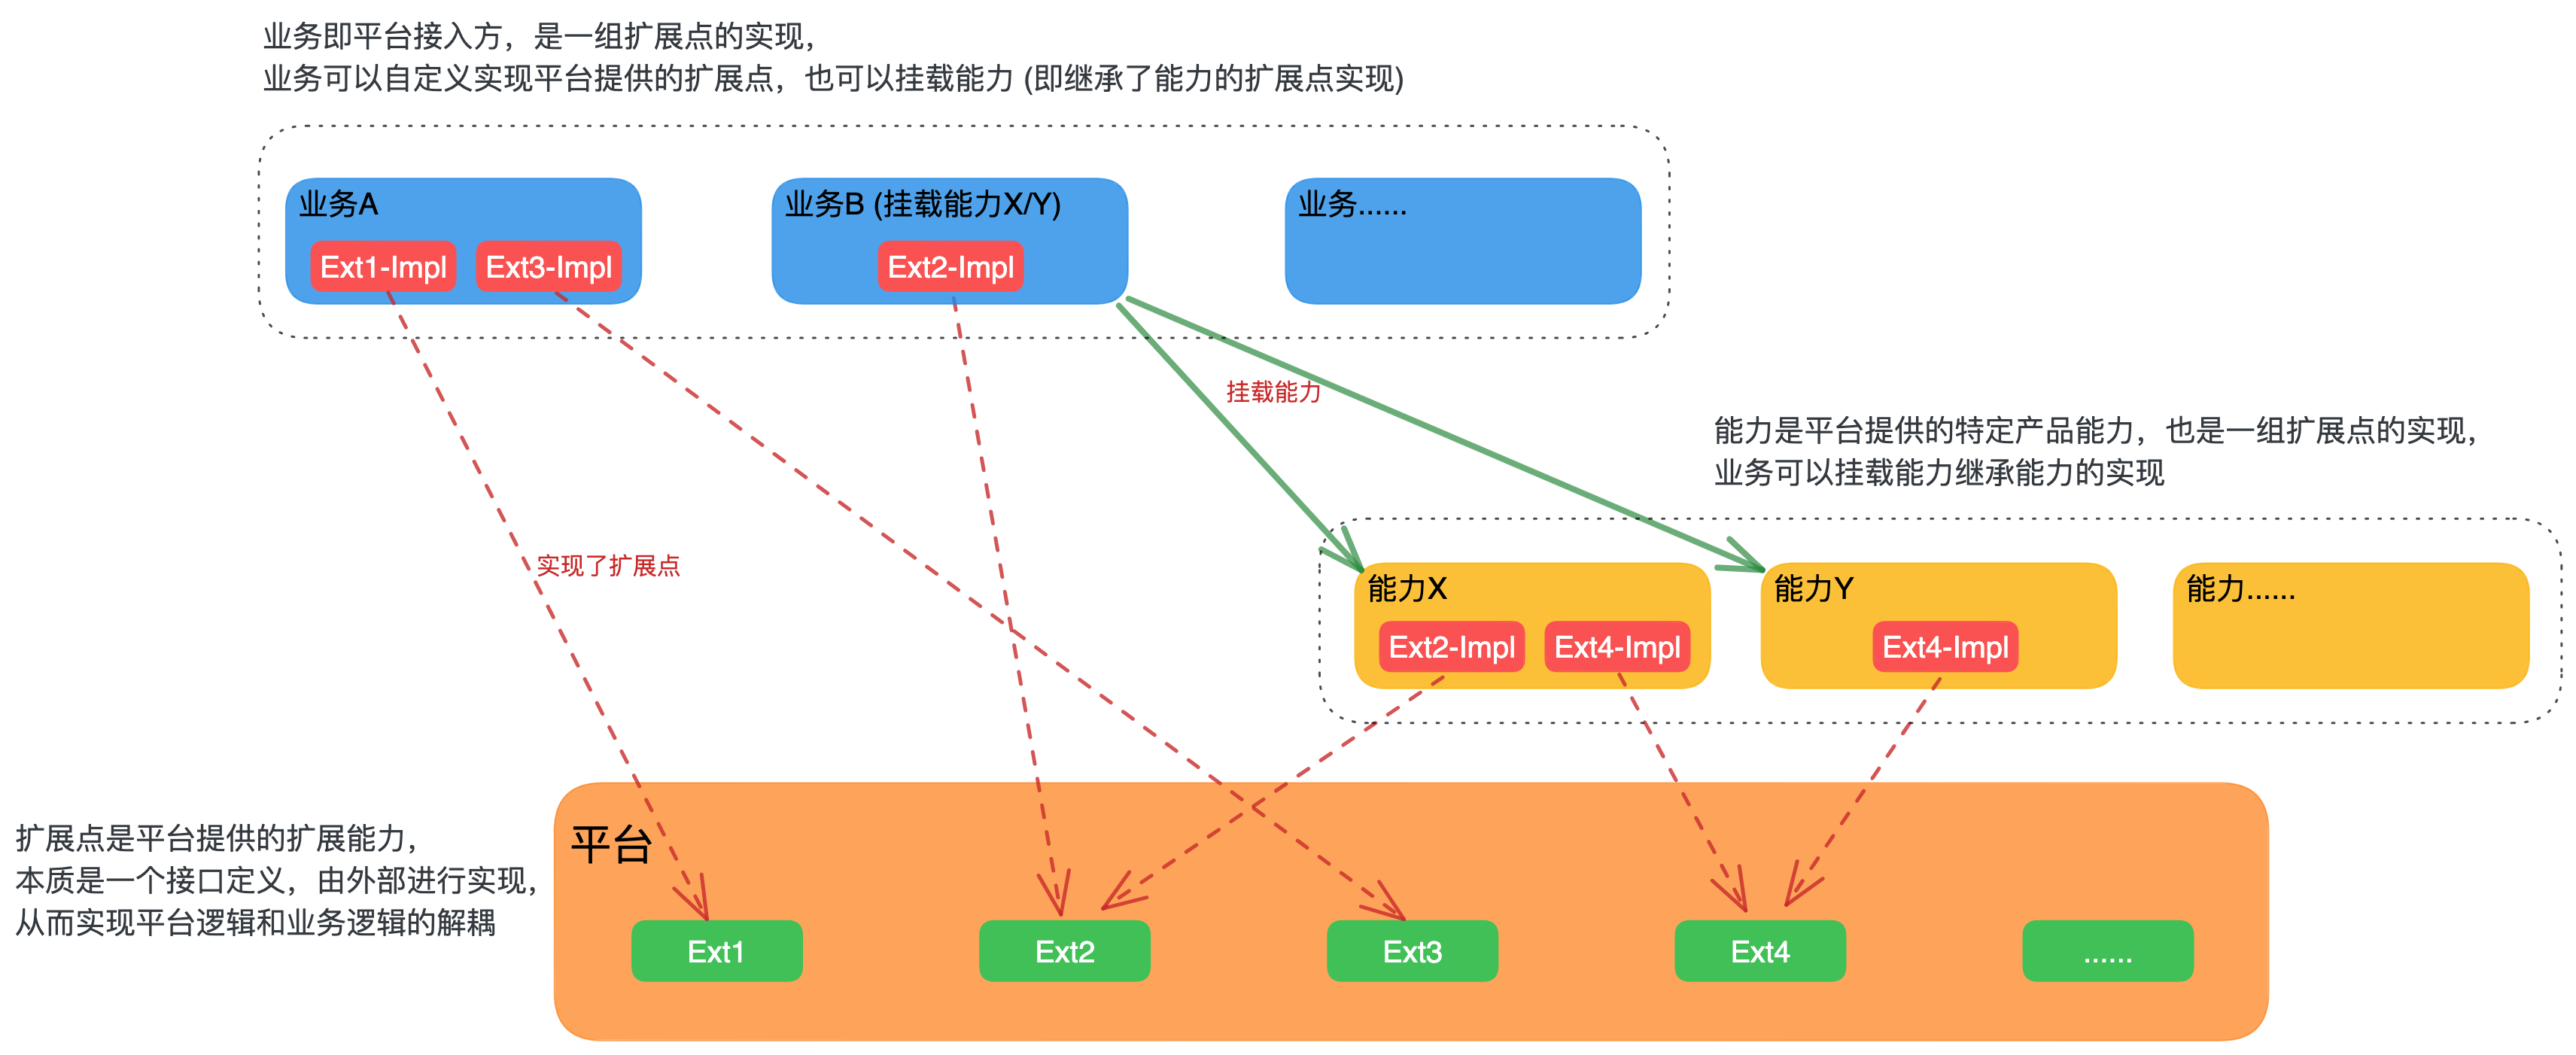 业务即平台接入方，是一组扩展点的实现，
业务可以自定义实现平台提供的扩展点，也可以挂载能力 (即继承了能力的扩展点实现)
业务A
业务B (挂载能力X/Y)
业务......
Ext1-Impl
Ext3-Impl
Ext2-Impl
挂载能力
能力是平台提供的特定产品能力，也是一组扩展点的实现，
业务可以挂载能力继承能力的实现
实现了扩展点
能力X
能力Y
能力......
Ext2-Impl
Ext4-Impl
Ext4-Impl
扩展点是平台提供的扩展能力，
本质是一个接口定义，由外部进行实现，
从而实现平台逻辑和业务逻辑的解耦
平台
Ext1
Ext2
Ext3
Ext4
......